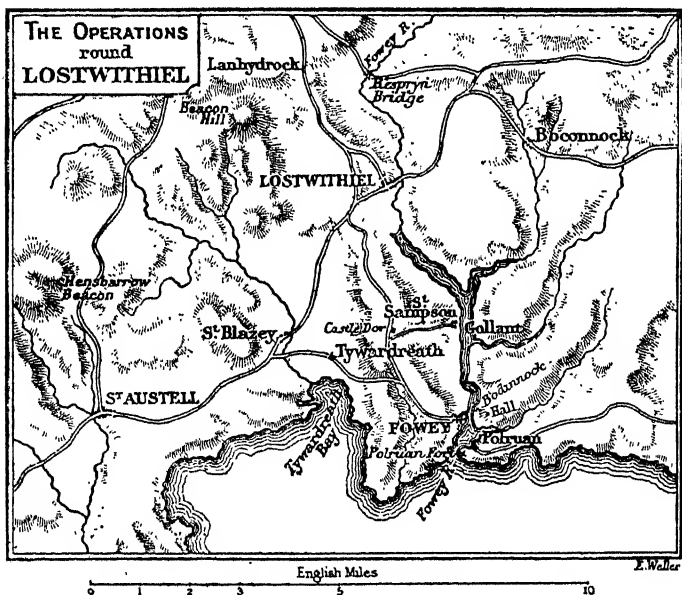 THE OPERATIONS
round
LOSTWITHIEL
Lanhydrock
Fowey R.
Respryn
Bridge
Beacon
Hill
Boconnock
LOSTWITHIEL
Hensbarrow
Beacon
St
Sampson
Golant
Castle Dor
St Blazey
Tywardreath
Bodinnock
Hall
ST AUSTELL
FOWEY
Polruan
Tywardreath
Bay
Polruan Fort
Fowey R.
E. Weller
English Miles
0 1 2 3 5 10